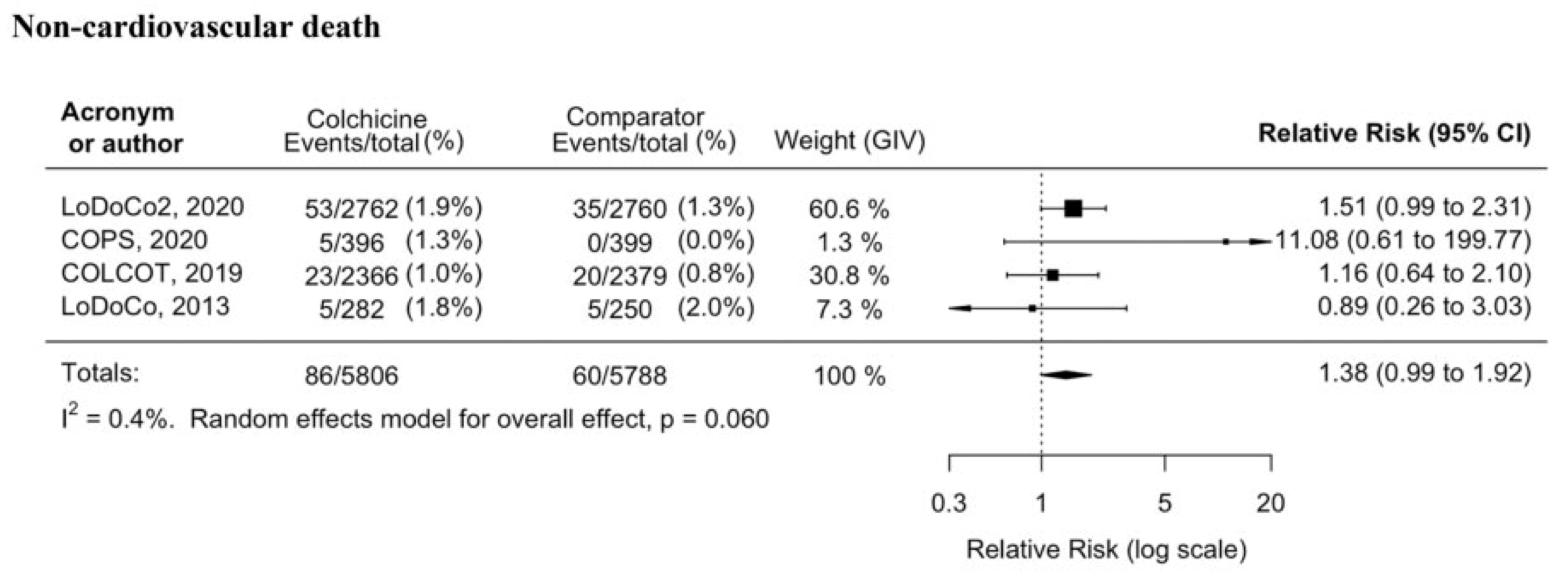 Non-cardiovascular death
Acronym or author Colchicine Events/total (%) Comparator Events/total (%) Weight (GIV) Relative Risk (95% CI)
LoDoCo2, 2020 53/2762 (1.9%) 35/2760 (1.3%) 60.6 % 1.51 (0.99 to 2.31)
COPS, 2020 5/396 (1.3%) 0/399 (0.0%) 1.3 % 11.08 (0.61 to 199.77)
COLCOT, 2019 23/2366 (1.0%) 20/2379 (0.8%) 30.8 % 1.16 (0.64 to 2.10)
LoDoCo, 2013 5/282 (1.8%) 5/250 (2.0%) 7.3 % 0.89 (0.26 to 3.03)
Totals: 86/5806 60/5788 100 % 1.38 (0.99 to 1.92)
I² = 0.4%. Random effects model for overall effect, p = 0.060
0.3 1 5 20
Relative Risk (log scale)